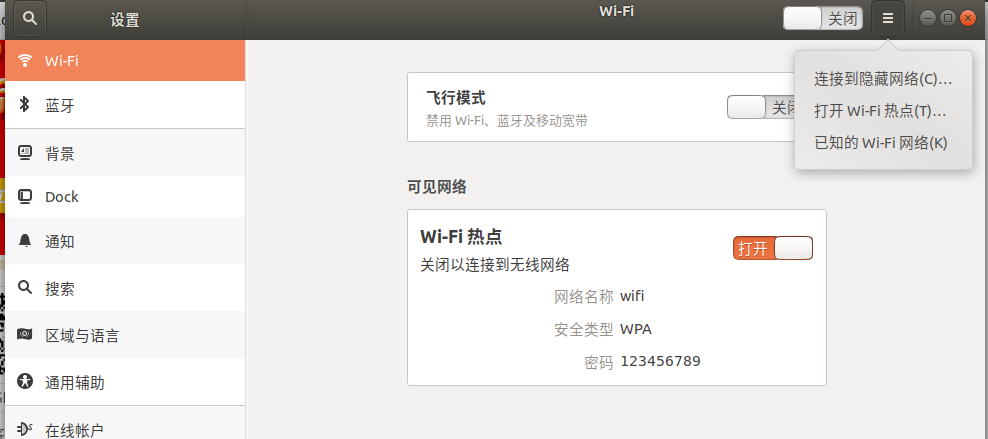 设置
Wi-Fi
关闭
Wi-Fi
蓝牙
背景
Dock
通知
搜索
区域与语言
通用辅助
在线帐户
飞行模式
禁用 Wi-Fi、蓝牙及移动宽带
连接到隐藏网络(C)…
打开 Wi-Fi 热点(T)…
已知的 Wi-Fi 网络(K)
可见网络
Wi-Fi 热点
打开
关闭以连接到无线网络
网络名称 wifi
安全类型 WPA
密码 123456789